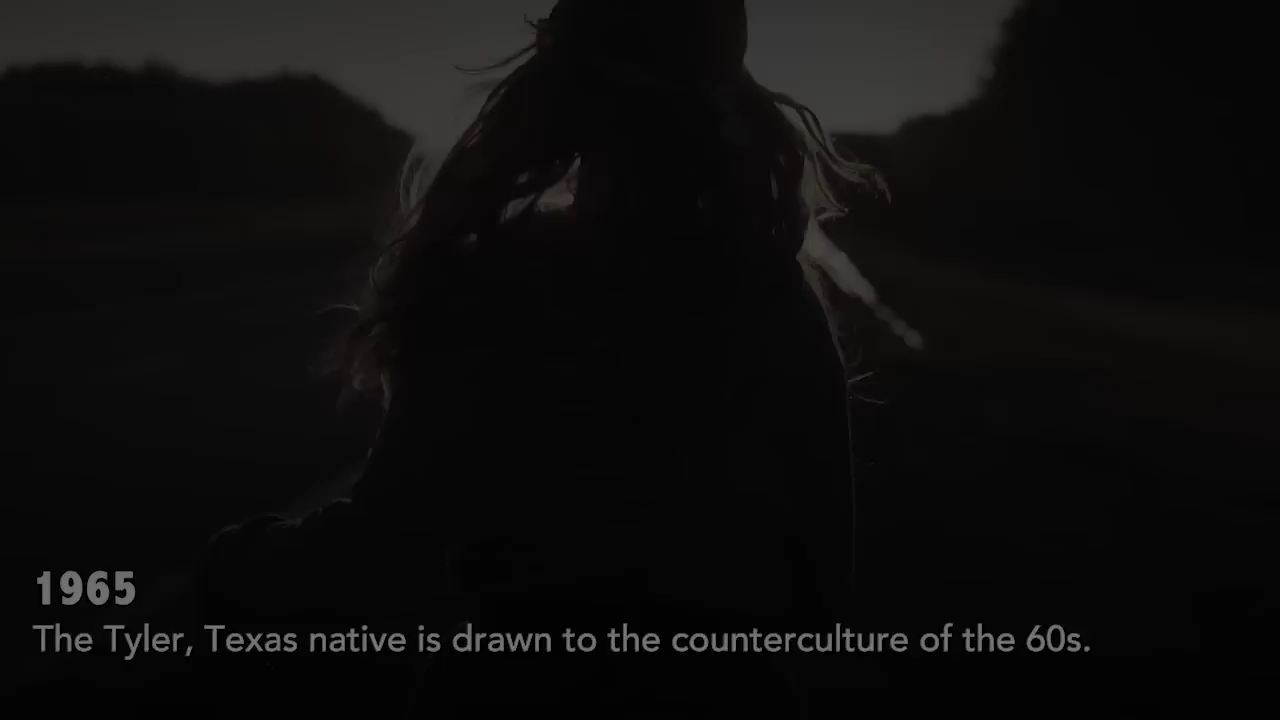 1965
The Tyler, Texas native is drawn to the counterculture of the 60s.